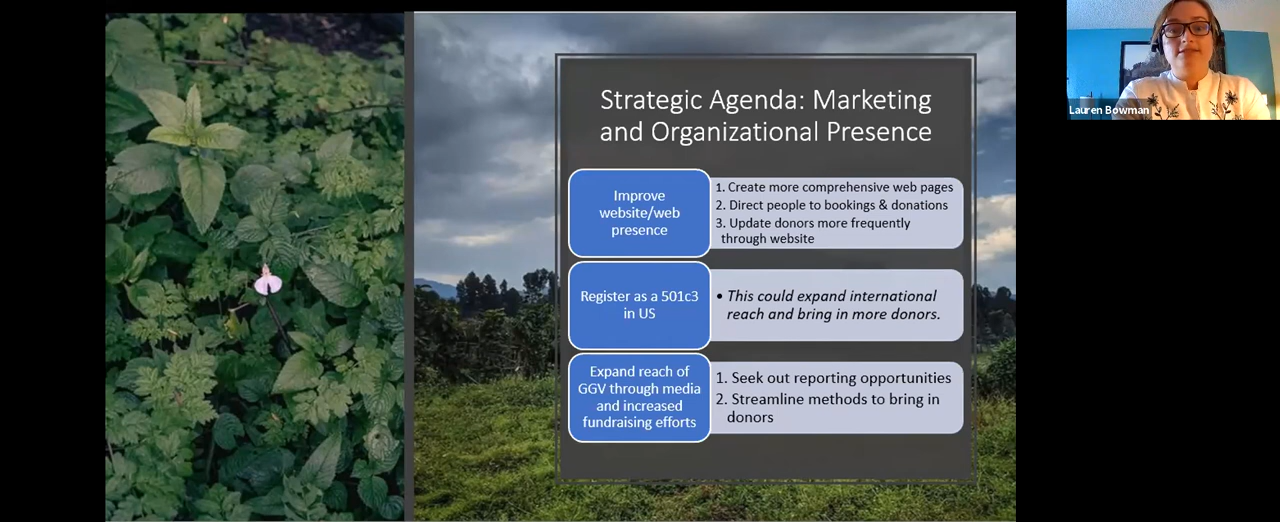 Strategic Agenda: Marketing
and Organizational Presence
Improve
website/web
presence
1. Create more comprehensive web pages
2. Direct people to bookings & donations
3. Update donors more frequently
through website
Register as a 501c3
in US
• This could expand international
reach and bring in more donors.
Expand reach of
GGV through media
and increased
fundraising efforts
1. Seek out reporting opportunities
2. Streamline methods to bring in
donors
Lauren Bowman